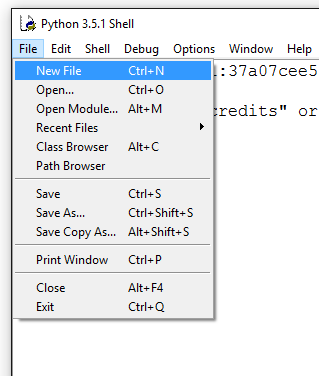 Python 3.5.1 Shell
File Edit Shell Debug Options Window Help
New File Ctrl+N :37a07cee5
Open... Ctrl+O
Open Module... Alt+M redits" or
Recent Files
Class Browser Alt+C
Path Browser
Save Ctrl+S
Save As... Ctrl+Shift+S
Save Copy As... Alt+Shift+S
Print Window Ctrl+P
Close Alt+F4
Exit Ctrl+Q